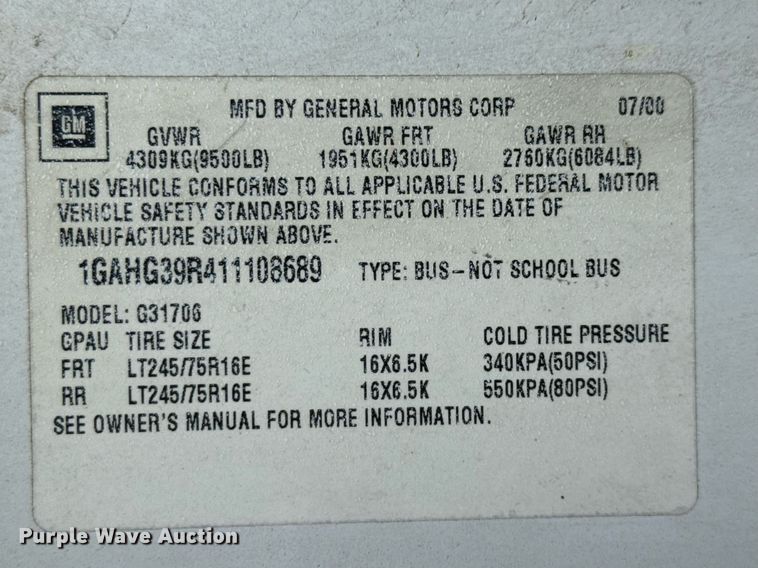 GM
MFD BY GENERAL MOTORS CORP 07/00
GVWR GAWR FRT GAWR RR
4309KG(9500LB) 1951KG(4300LB) 2760KG(6084LB)
THIS VEHICLE CONFORMS TO ALL APPLICABLE U.S. FEDERAL MOTOR
VEHICLE SAFETY STANDARDS IN EFFECT ON THE DATE OF
MANUFACTURE SHOWN ABOVE.
1GAHG39R411108689 TYPE: BUS-NOT SCHOOL BUS
MODEL: G31706
GPAU TIRE SIZE RIM COLD TIRE PRESSURE
FRT LT245/75R16E 16X6.5K 340KPA(50PSI)
RR LT245/75R16E 16X6.5K 550KPA(80PSI)
SEE OWNER'S MANUAL FOR MORE INFORMATION.
Purple Wave Auction